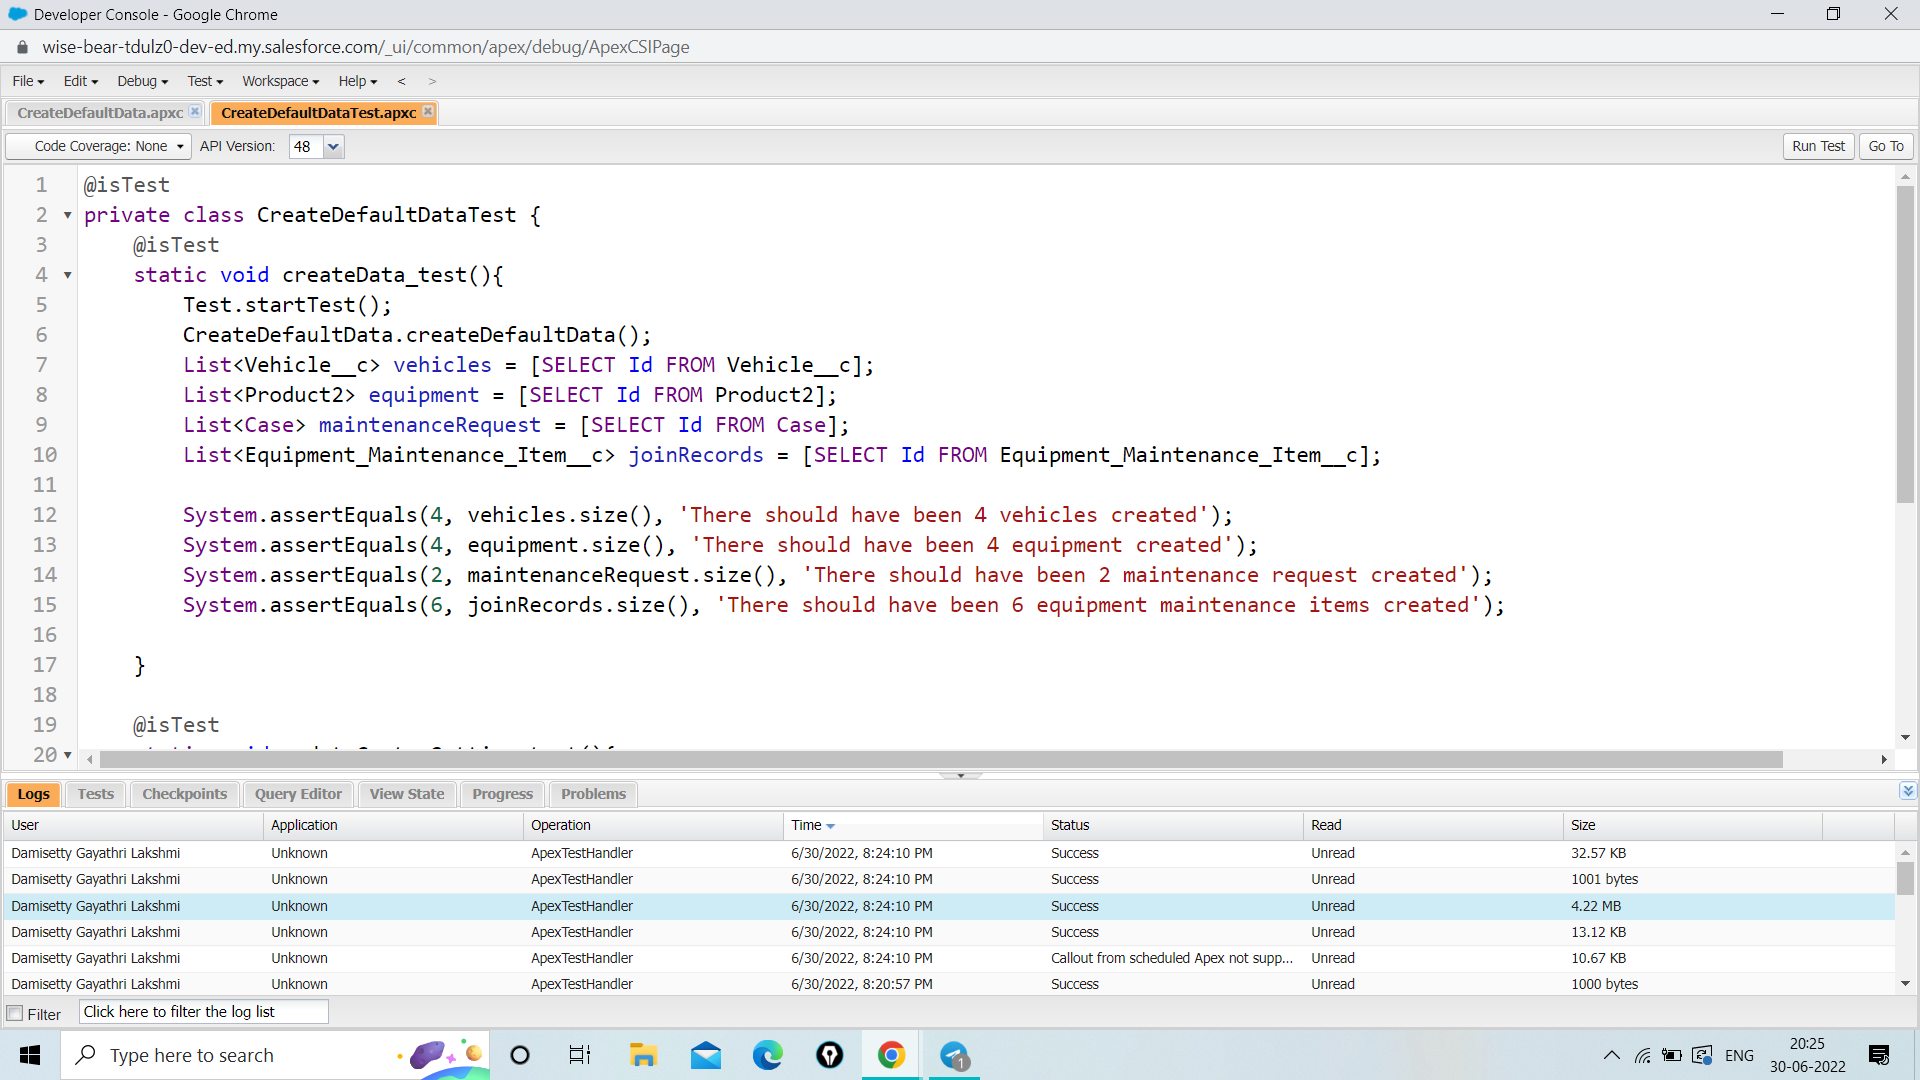 Developer Console - Google Chrome
wise-bear-tdulz0-dev-ed.my.salesforce.com/_ui/common/apex/debug/ApexCSIPage
File Edit Debug Test Workspace Help < >
CreateDefaultData.apxc CreateDefaultDataTest.apxc
Code Coverage: None API Version: 48 Run Test Go To
1 @isTest
2 private class CreateDefaultDataTest {
3 @isTest
4 static void createData_test(){
5 Test.startTest();
6 CreateDefaultData.createDefaultData();
7 List<Vehicle__c> vehicles = [SELECT Id FROM Vehicle__c];
8 List<Product2> equipment = [SELECT Id FROM Product2];
9 List<Case> maintenanceRequest = [SELECT Id FROM Case];
10 List<Equipment_Maintenance_Item__c> joinRecords = [SELECT Id FROM Equipment_Maintenance_Item__c];
11
12 System.assertEquals(4, vehicles.size(), 'There should have been 4 vehicles created');
13 System.assertEquals(4, equipment.size(), 'There should have been 4 equipment created');
14 System.assertEquals(2, maintenanceRequest.size(), 'There should have been 2 maintenance request created');
15 System.assertEquals(6, joinRecords.size(), 'There should have been 6 equipment maintenance items created');
16
17 }
18
19 @isTest
20
Logs Tests Checkpoints Query Editor View State Progress Problems
User Application Operation Time Status Read Size
Damisetty Gayathri Lakshmi Unknown ApexTestHandler 6/30/2022, 8:24:10 PM Success Unread 32.57 KB
Damisetty Gayathri Lakshmi Unknown ApexTestHandler 6/30/2022, 8:24:10 PM Success Unread 1001 bytes
Damisetty Gayathri Lakshmi Unknown ApexTestHandler 6/30/2022, 8:24:10 PM Success Unread 4.22 MB
Damisetty Gayathri Lakshmi Unknown ApexTestHandler 6/30/2022, 8:24:10 PM Success Unread 13.12 KB
Damisetty Gayathri Lakshmi Unknown ApexTestHandler 6/30/2022, 8:24:10 PM Callout from scheduled Apex not supp... Unread 10.67 KB
Damisetty Gayathri Lakshmi Unknown ApexTestHandler 6/30/2022, 8:20:57 PM Success Unread 1000 bytes
Filter Click here to filter the log list
Type here to search
1
ENG
20:25
30-06-2022